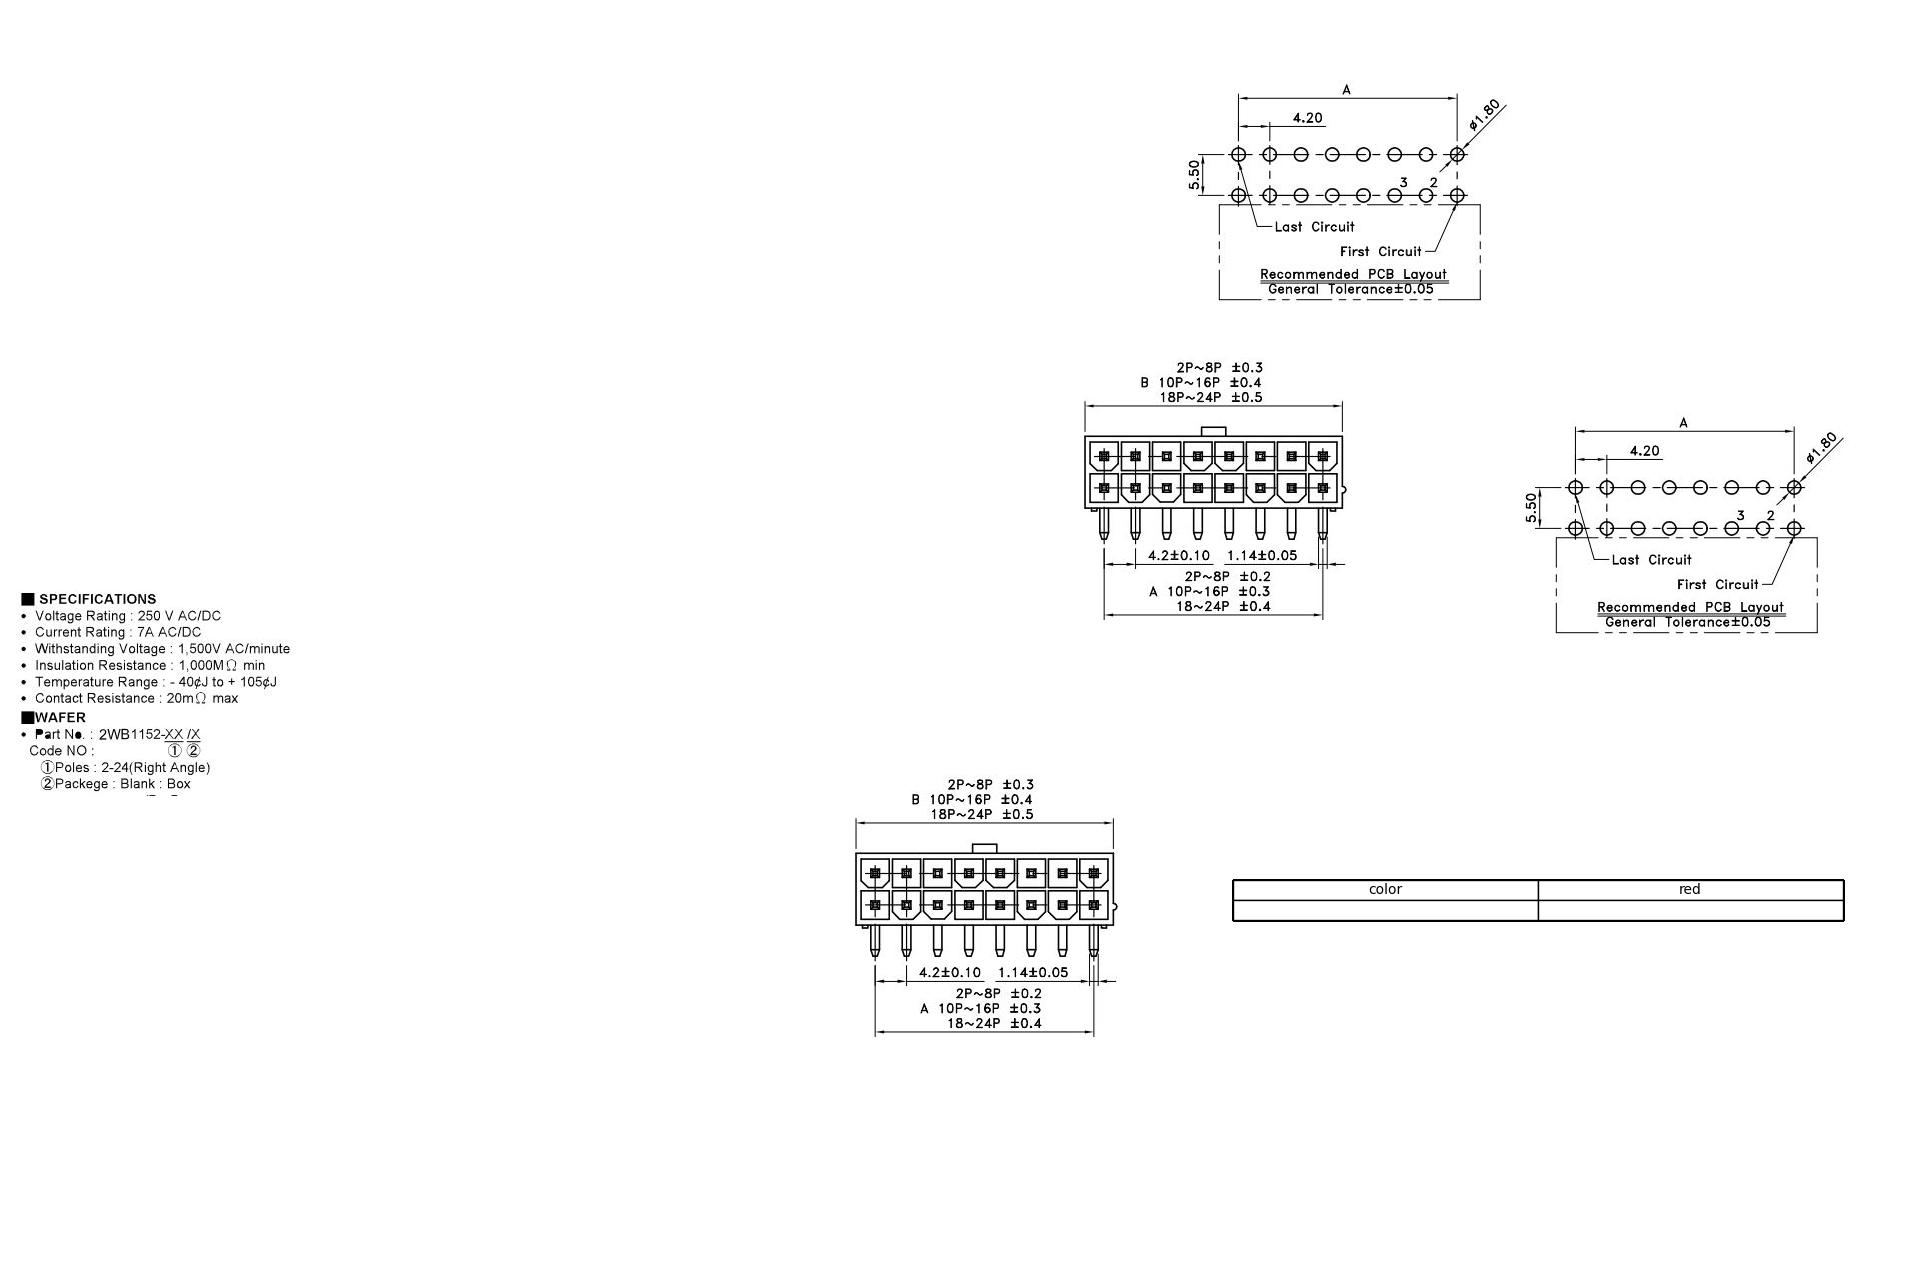 A
4.20
ø1.80
5.50
3 2
Last Circuit
First Circuit
Recommended PCB Layout
General Tolerance±0.05
2P~8P ±0.3
B 10P~16P ±0.4
18P~24P ±0.5
4.2±0.10 1.14±0.05
2P~8P ±0.2
A 10P~16P ±0.3
18~24P ±0.4
A
4.20
ø1.80
5.50
3 2
Last Circuit
First Circuit
Recommended PCB Layout
General Tolerance±0.05
■ SPECIFICATIONS
• Voltage Rating : 250 V AC/DC
• Current Rating : 7A AC/DC
• Withstanding Voltage : 1,500V AC/minute
• Insulation Resistance : 1,000MΩ min
• Temperature Range : - 40¢J to + 105¢J
• Contact Resistance : 20mΩ max
■WAFER
• Part No. : 2WB1152-XX /X
Code NO : ① ②
①Poles : 2-24(Right Angle)
②Packege : Blank : Box
2P~8P ±0.3
B 10P~16P ±0.4
18P~24P ±0.5
4.2±0.10 1.14±0.05
2P~8P ±0.2
A 10P~16P ±0.3
18~24P ±0.4
color red